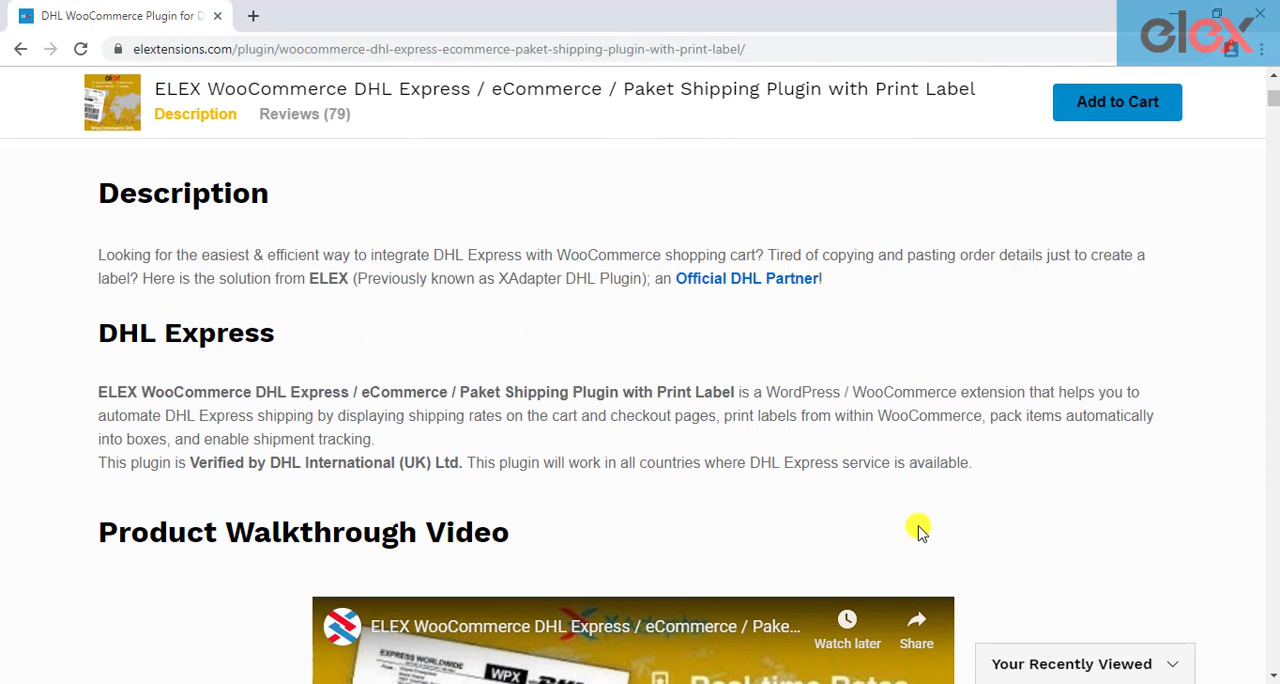 DHL WooCommerce Plugin for D
elextensions.com/plugin/woocommerce-dhl-express-ecommerce-paket-shipping-plugin-with-print-label/
elex
ELEX WooCommerce DHL Express / eCommerce / Paket Shipping Plugin with Print Label
Description Reviews (79)
Add to Cart
Description
Looking for the easiest & efficient way to integrate DHL Express with WooCommerce shopping cart? Tired of copying and pasting order details just to create a
label? Here is the solution from ELEX (Previously known as XAdapter DHL Plugin); an Official DHL Partner!
DHL Express
ELEX WooCommerce DHL Express / eCommerce / Paket Shipping Plugin with Print Label is a WordPress / WooCommerce extension that helps you to
automate DHL Express shipping by displaying shipping rates on the cart and checkout pages, print labels from within WooCommerce, pack items automatically
into boxes, and enable shipment tracking.
This plugin is Verified by DHL International (UK) Ltd. This plugin will work in all countries where DHL Express service is available.
Product Walkthrough Video
ELEX WooCommerce DHL Express / eCommerce / Pake...
Watch later
Share
EXPRESS WORLDWIDE
WPX
Real-time Rates
Your Recently Viewed